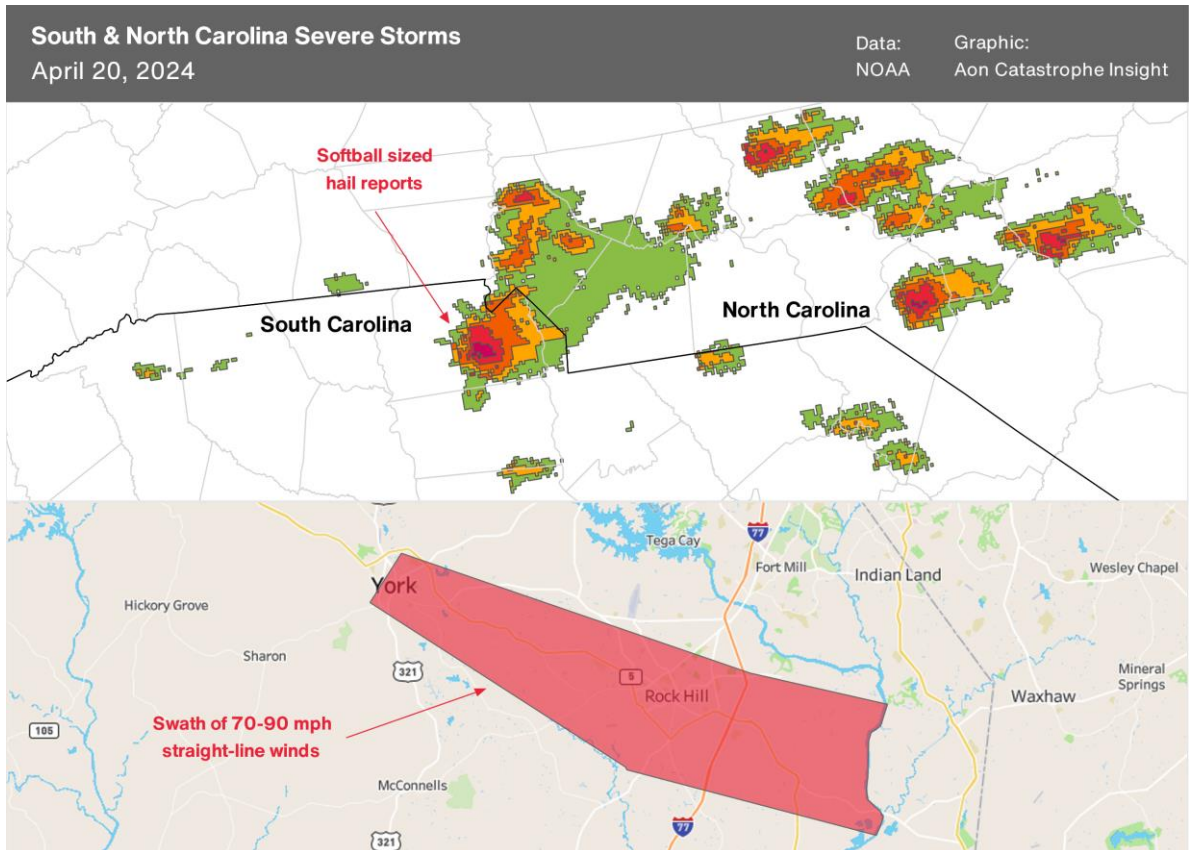 South & North Carolina Severe Storms
April 20, 2024
Data:
NOAA
Graphic:
Aon Catastrophe Insight
Softball sized
hail reports
South Carolina
North Carolina
77
Tega Cay
Fort Mill
Indian Land
Wesley Chapel
York
Hickory Grove
Sharon
321
5
Rock Hill
Waxhaw
Mineral
Springs
105
Swath of 70-90 mph
straight-line winds
McConnells
77
321